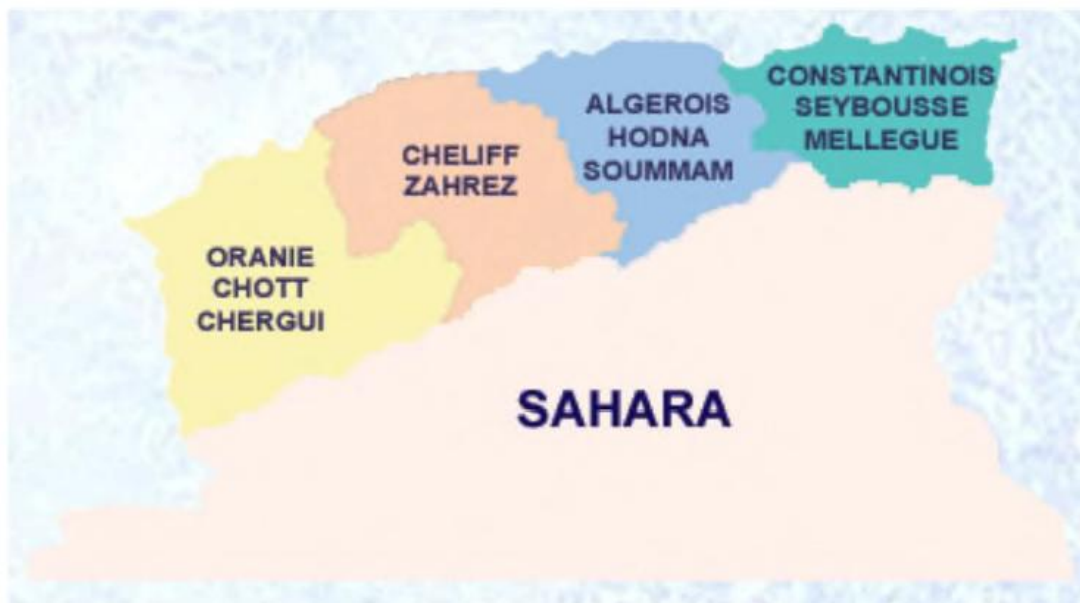 CONSTANTINOIS
SEYBOUSSE
MELLEGUE
ALGEROIS
HODNA
SOUMMAM
CHELIFF
ZAHREZ
ORANIE
CHOTT
CHERGUI
SAHARA